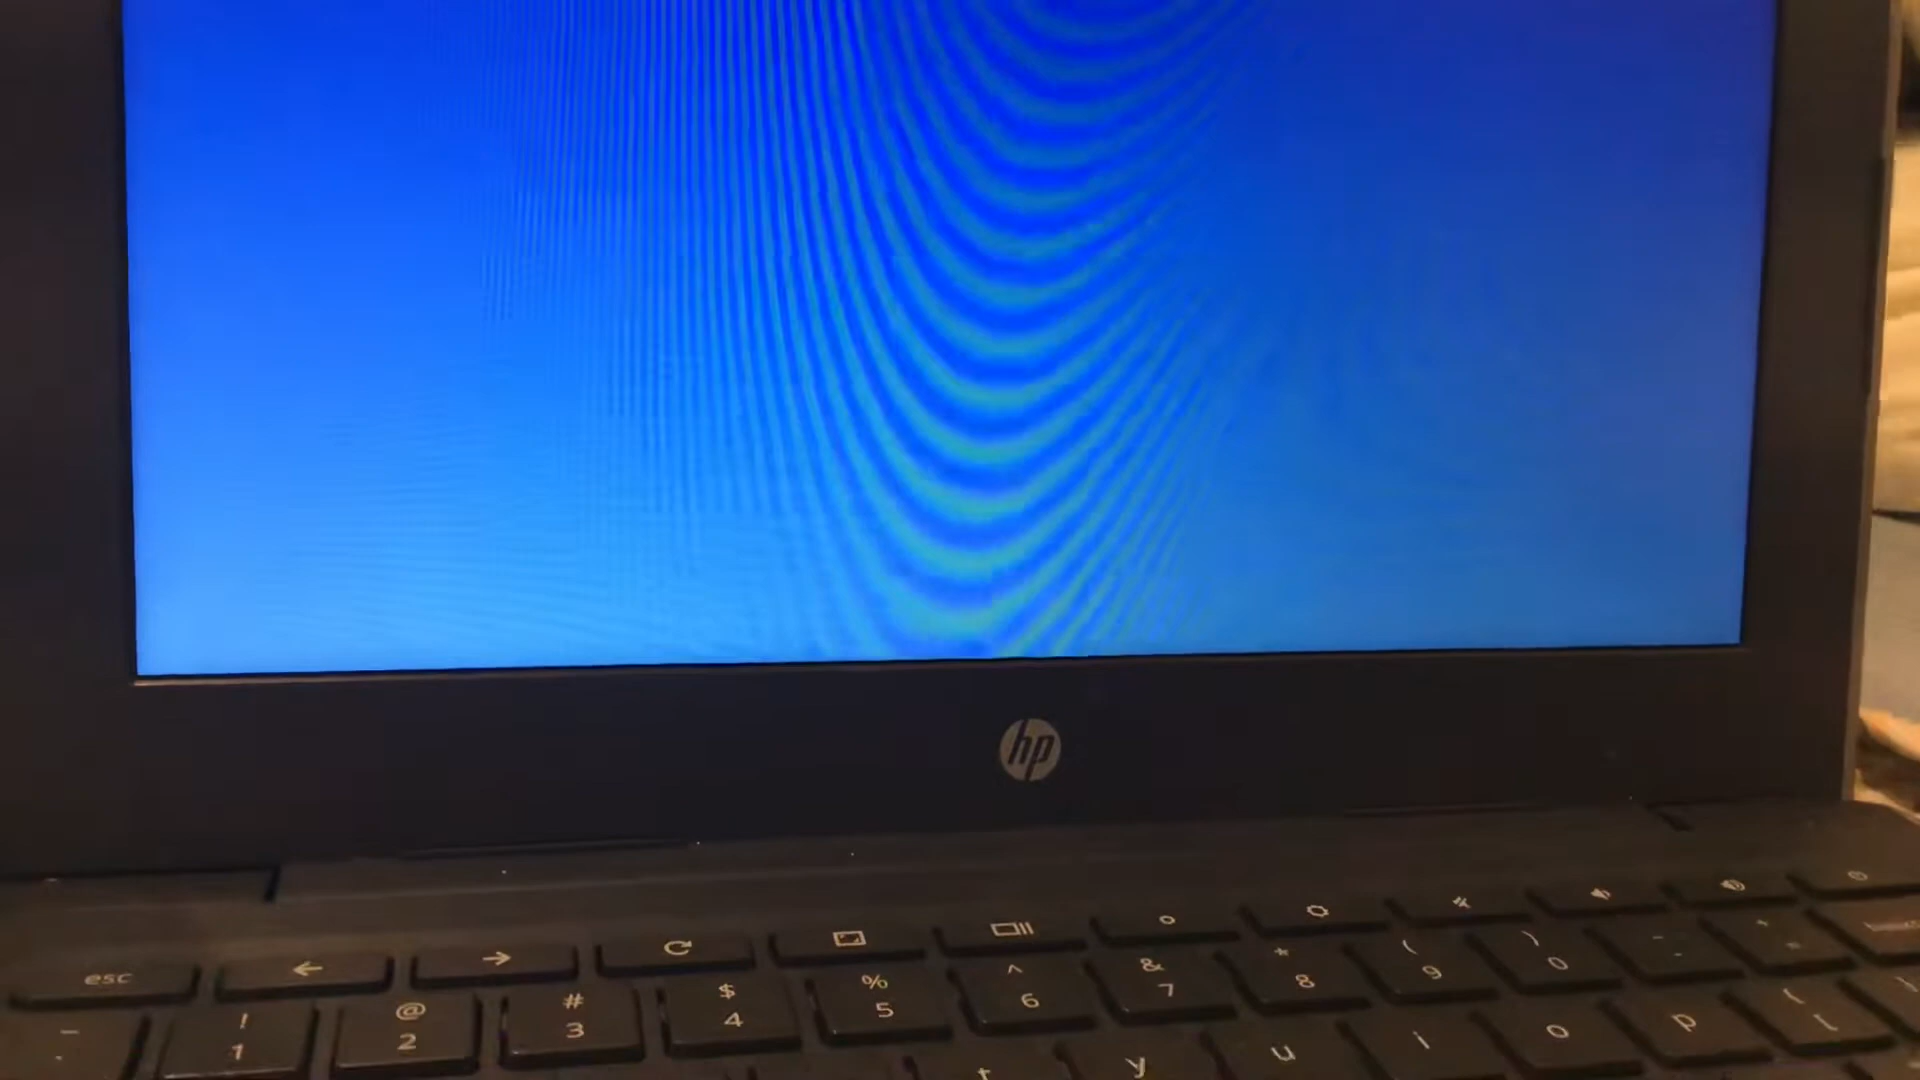 hp
esc
! @ # $ % ^ & * ( ) - +
1 2 3 4 5 6 7 8 9 0 - =
y u i o p [